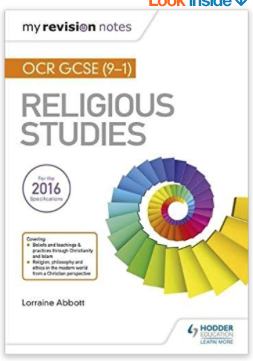 Look Inside
my revision notes
OCR GCSE (9–1)
RELIGIOUS
STUDIES
For the
2016
Specifications
Covering:
• Beliefs and teachings &
practices through Christianity
and Islam
• Religion, philosophy and
ethics in the modern world
from a Christian perspective
Lorraine Abbott
HODDER
EDUCATION
LEARN MORE